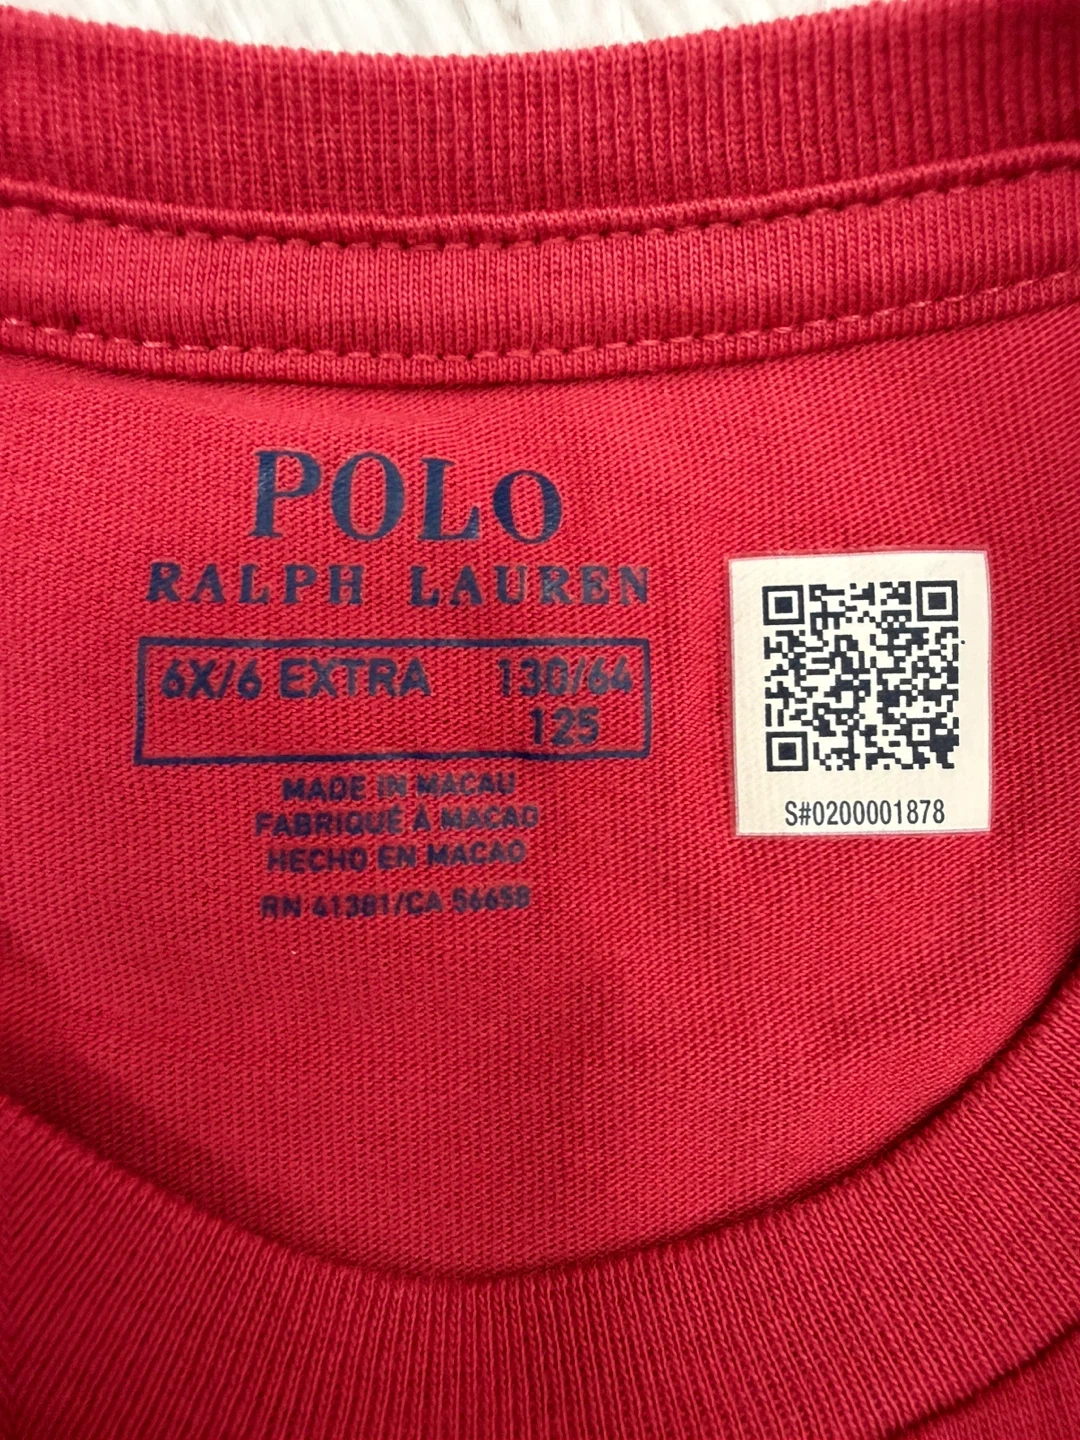 POLO
RALPH LAUREN
6X/6 EXTRA 130/64
125
MADE IN MACAU
FABRIQUÉ À MACAO
HECHO EN MACAO
RN 41381/CA 56658
S#0200001878